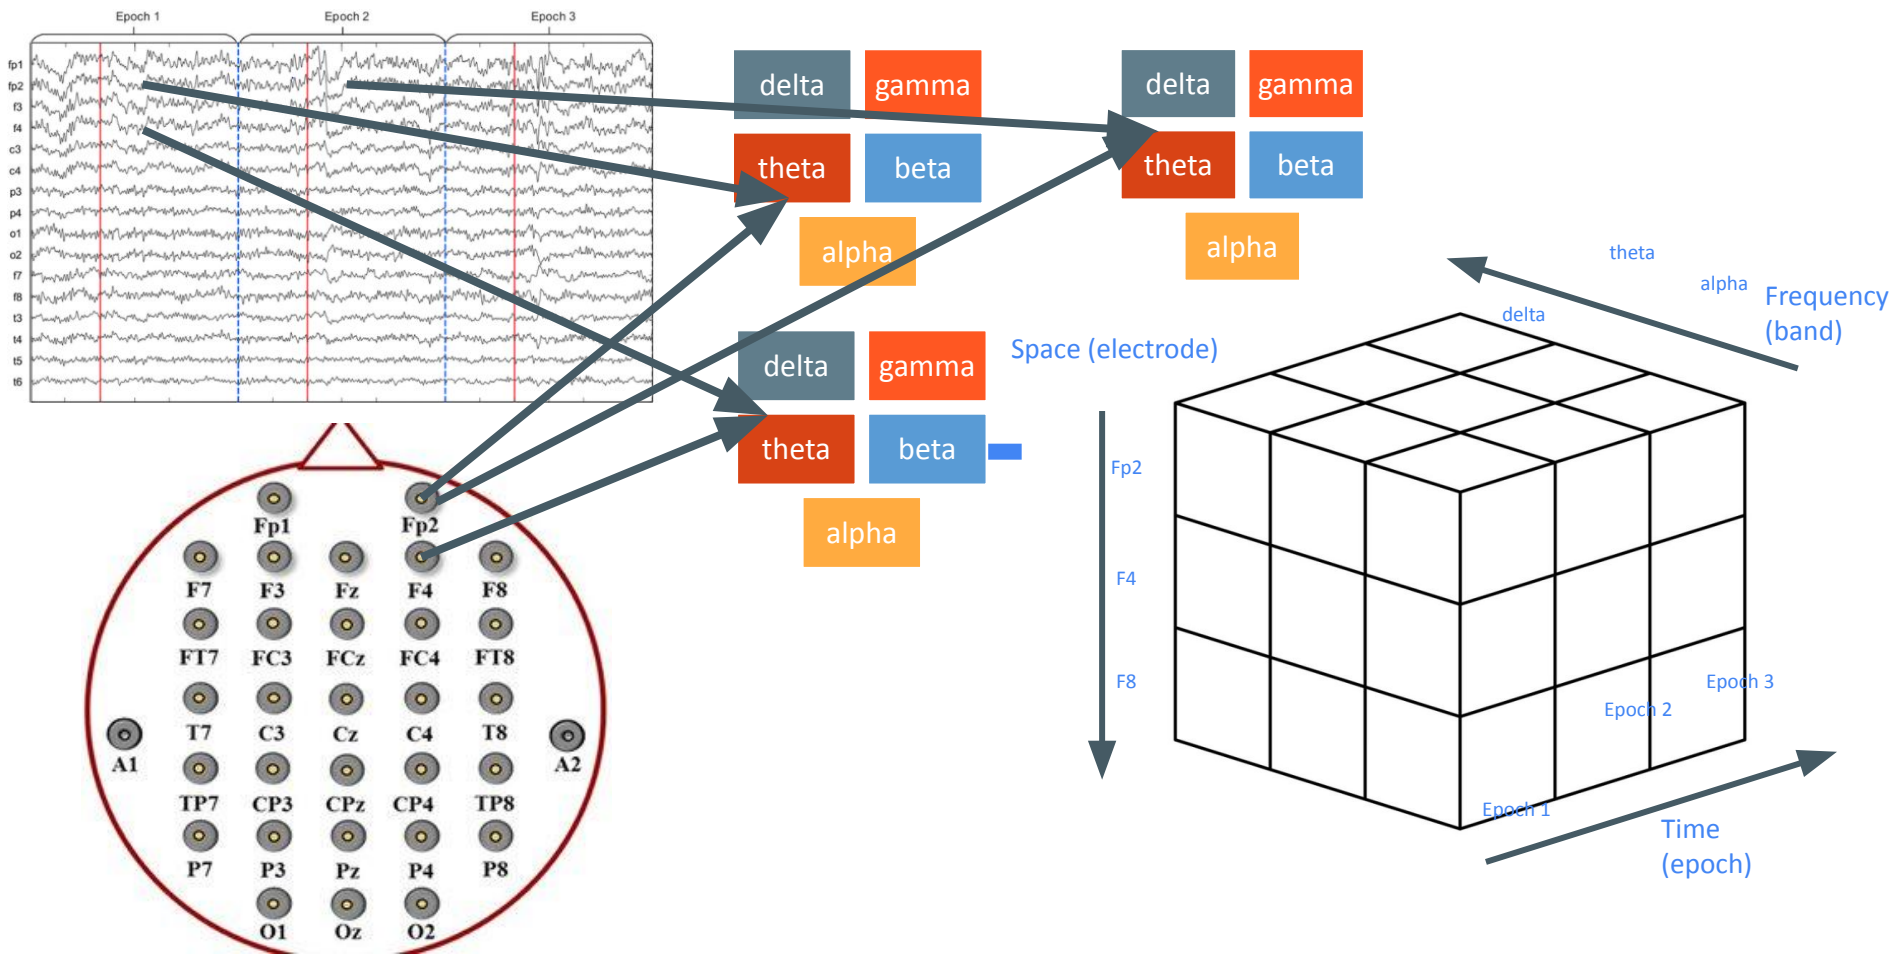 Epoch 1
Epoch 2
Epoch 3
fp1
fp2
f3
f4
c3
c4
p3
p4
o1
o2
f7
f8
t3
t4
t5
t6
delta
gamma
theta
beta
alpha
delta
gamma
theta
beta
alpha
delta
gamma
theta
beta
alpha
Fp1
Fp2
F7
F3
Fz
F4
F8
FT7
FC3
FCz
FC4
FT8
T7
C3
Cz
C4
T8
A1
A2
TP7
CP3
CPz
CP4
TP8
P7
P3
Pz
P4
P8
O1
Oz
O2
Space (electrode)
Fp2
F4
F8
theta
alpha
delta
Frequency
(band)
Epoch 1
Epoch 2
Epoch 3
Time
(epoch)